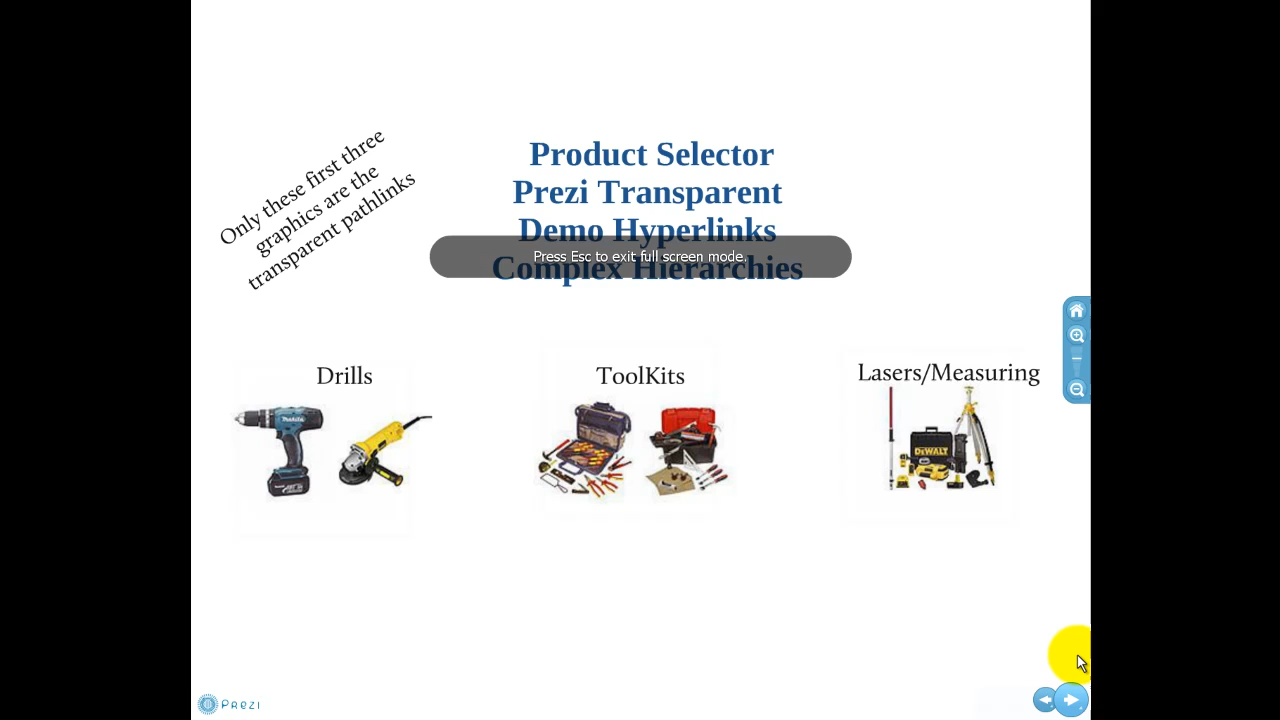 Only these first three
graphics are the
transparent pathlinks
Product Selector
Prezi Transparent
Demo Hyperlinks
Complex Hierarchies
Press Esc to exit full screen mode.
Drills
ToolKits
Lasers/Measuring
Makita
DEWALT
PREZI